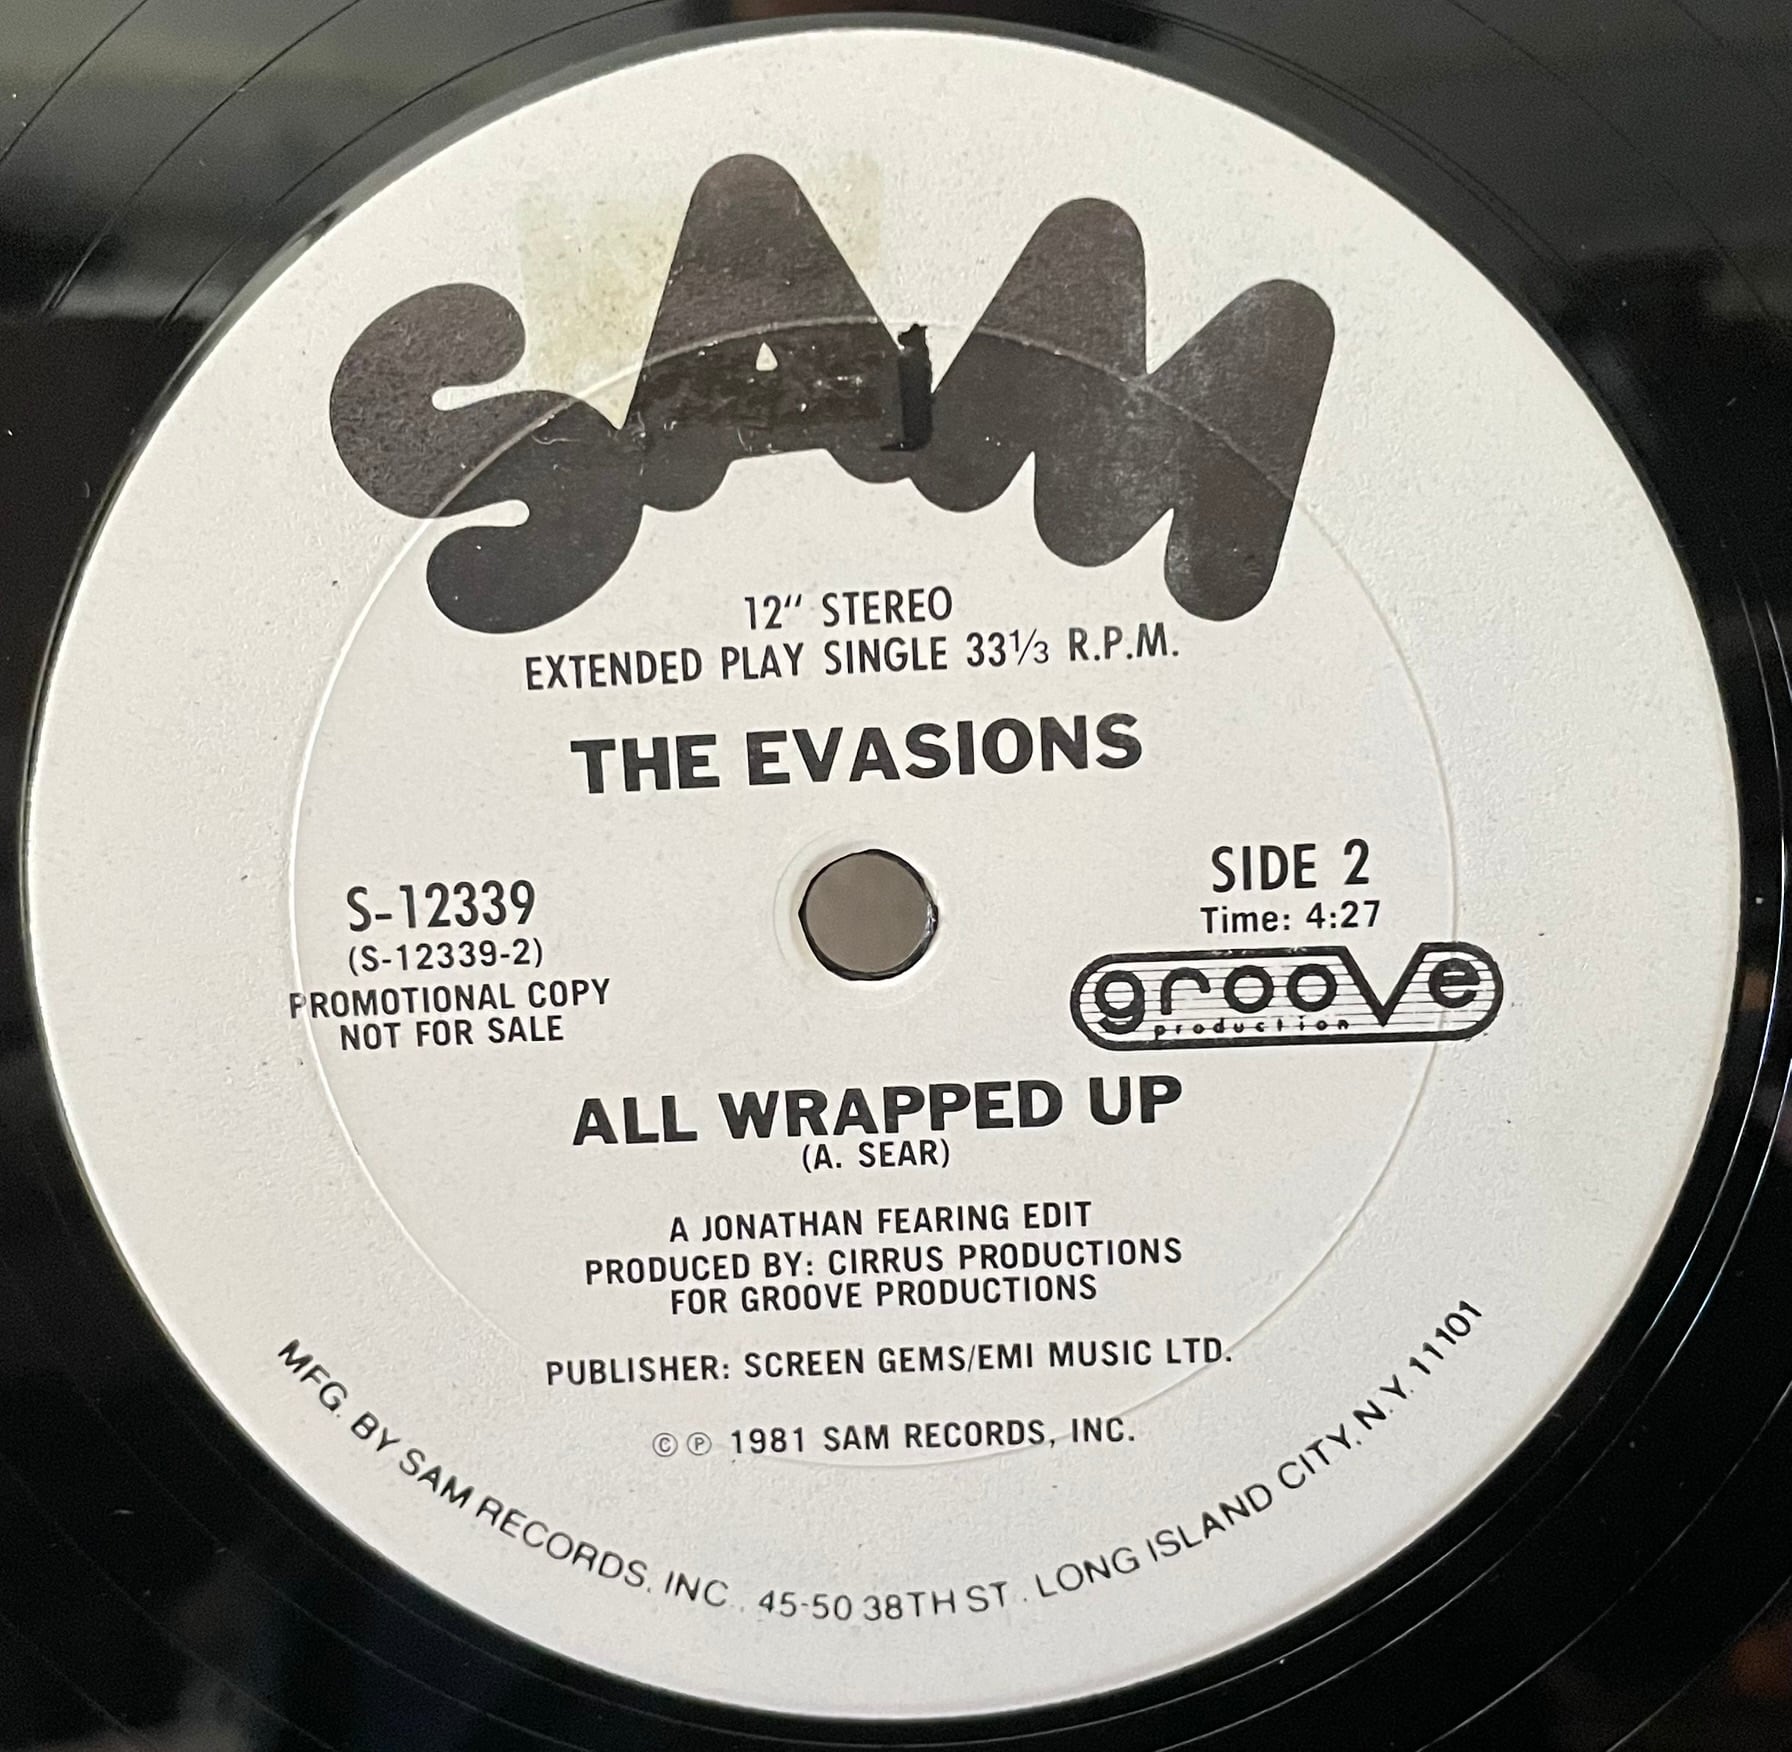 SAM
12" STEREO
EXTENDED PLAY SINGLE 33⅓ R.P.M.
THE EVASIONS
S-12339
(S-12339-2)
PROMOTIONAL COPY
NOT FOR SALE
SIDE 2
Time: 4:27
groove
production
ALL WRAPPED UP
(A. SEAR)
A JONATHAN FEARING EDIT
PRODUCED BY: CIRRUS PRODUCTIONS
FOR GROOVE PRODUCTIONS
PUBLISHER: SCREEN GEMS/EMI MUSIC LTD.
© ℗ 1981 SAM RECORDS, INC.
MFG. BY SAM RECORDS, INC., 45-50 38TH ST., LONG ISLAND CITY, N.Y. 11101